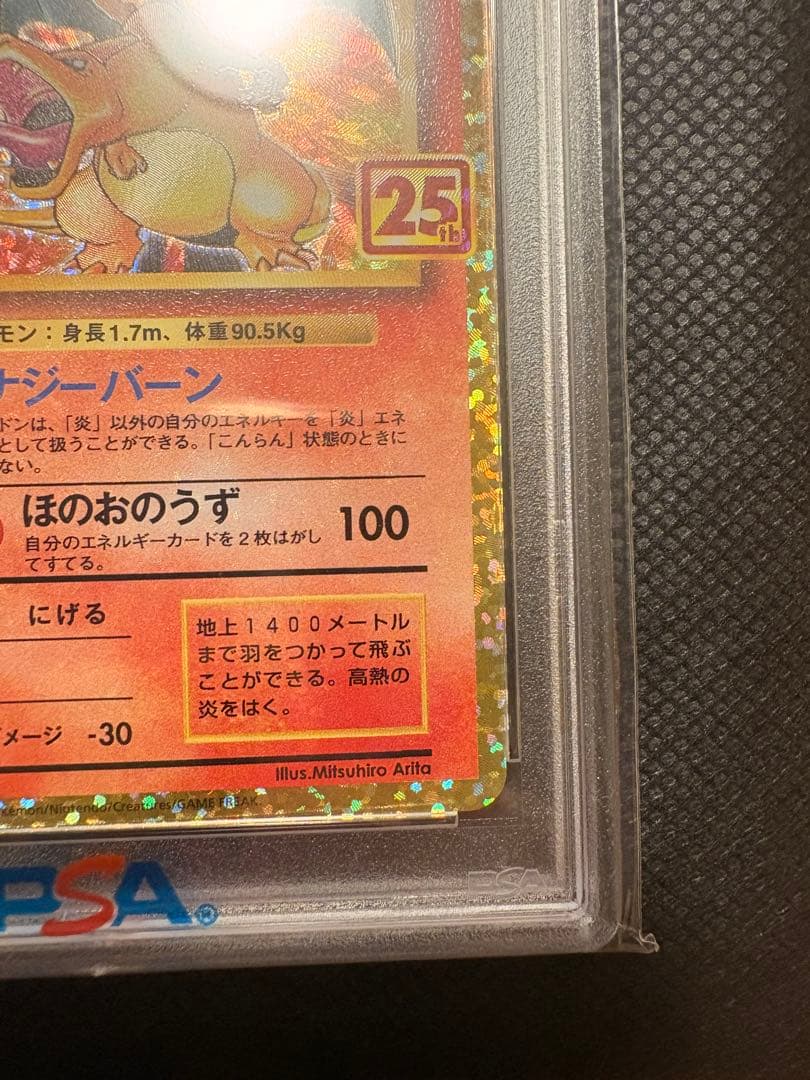 25
th
モン：身長1.7m、体重90.5Kg
ナジーバーン
ドンは、「炎」以外の自分のエネルギーを「炎」エネ
として扱うことができる。「こんらん」状態のときに
ない。
ほのおのうず 100
自分のエネルギーカードを２枚はがし
てすてる。
にげる
地上１４００メートル
まで羽をつかって飛ぶ
ことができる。高熱の
炎をはく。
メージ -30
Illus.Mitsuhiro Arita
kémon/Nintendo/Creatures/GAME FREAK.
PSA®
PSA